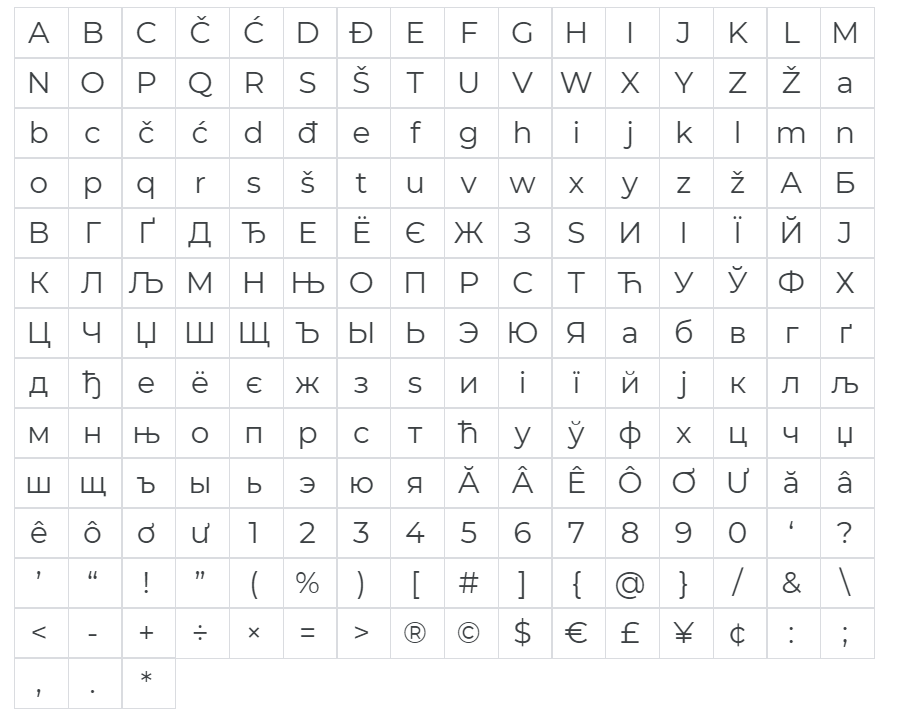 A B C Č Ć D Đ E F G H I J K L M
N O P Q R S Š T U V W X Y Z Ž a
b c č ć d đ e f g h i j k l m n
o p q r s š t u v w x y z ž А Б
В Г Ґ Д Ђ Е Ё Є Ж З Ѕ И І Ї Й Ј
К Л Љ М Н Њ О П Р С Т Ћ У Ў Ф Х
Ц Ч Џ Ш Щ Ъ Ы Ь Э Ю Я а б в г ґ
д ђ е ё є ж з ѕ и і ї й ј к л љ
м н њ о п р с т ћ у ў ф х ц ч џ
ш щ ъ ы ь э ю я Ă Â Ê Ô Ơ Ư ă â
ê ô ơ ư 1 2 3 4 5 6 7 8 9 0 ‘ ?
’ “ ! ” ( % ) [ # ] { @ } / & \
< - + ÷ × = > ® © $ € £ ¥ ¢ : ;
, . *